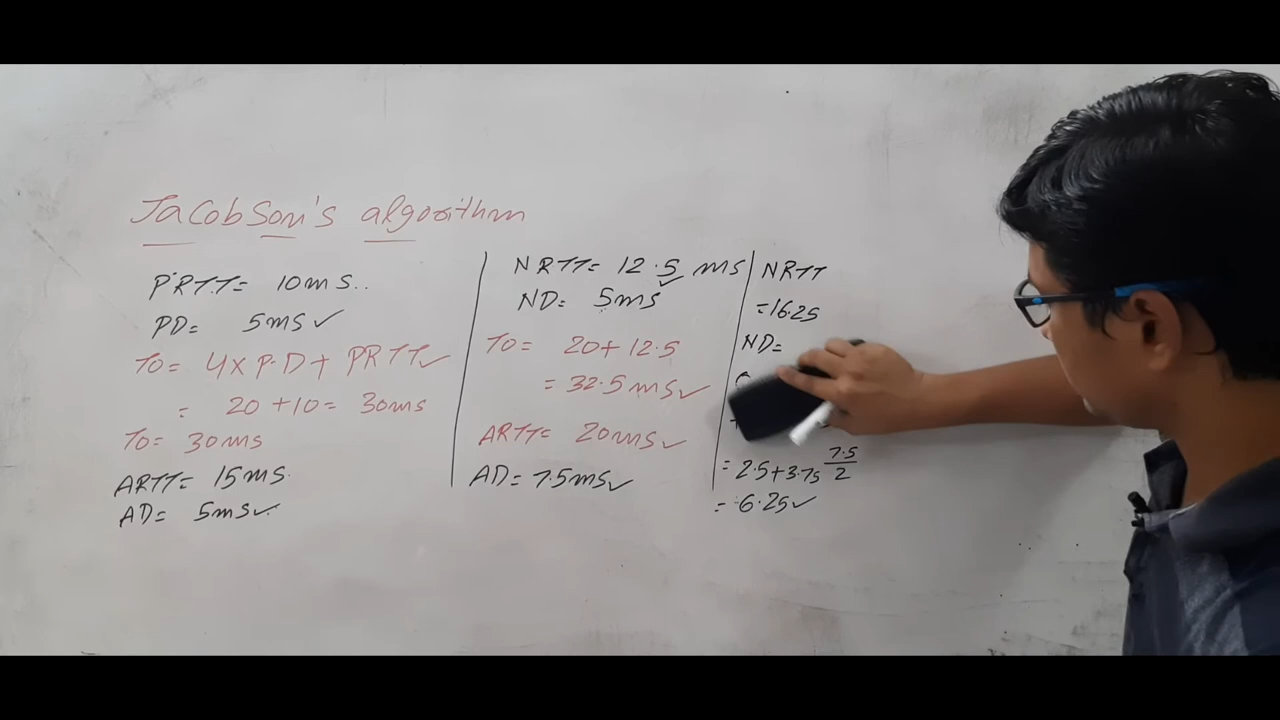 Jacobson's algorithm
PRTT= 10ms..
PD= 5ms✓
TO= 4xP.D+PRTT✓
= 20+10= 30ms
TO= 30ms
ARTT= 15ms.
AD= 5ms✓
NRTT= 12.5 ms
ND= 5ms✓
TO= 20+12.5
= 32.5ms✓
ARTT= 20ms✓
AD= 7.5ms✓
NRTT
=16.25
ND=
= 2.5+3.75 7.5/2
= 6.25✓